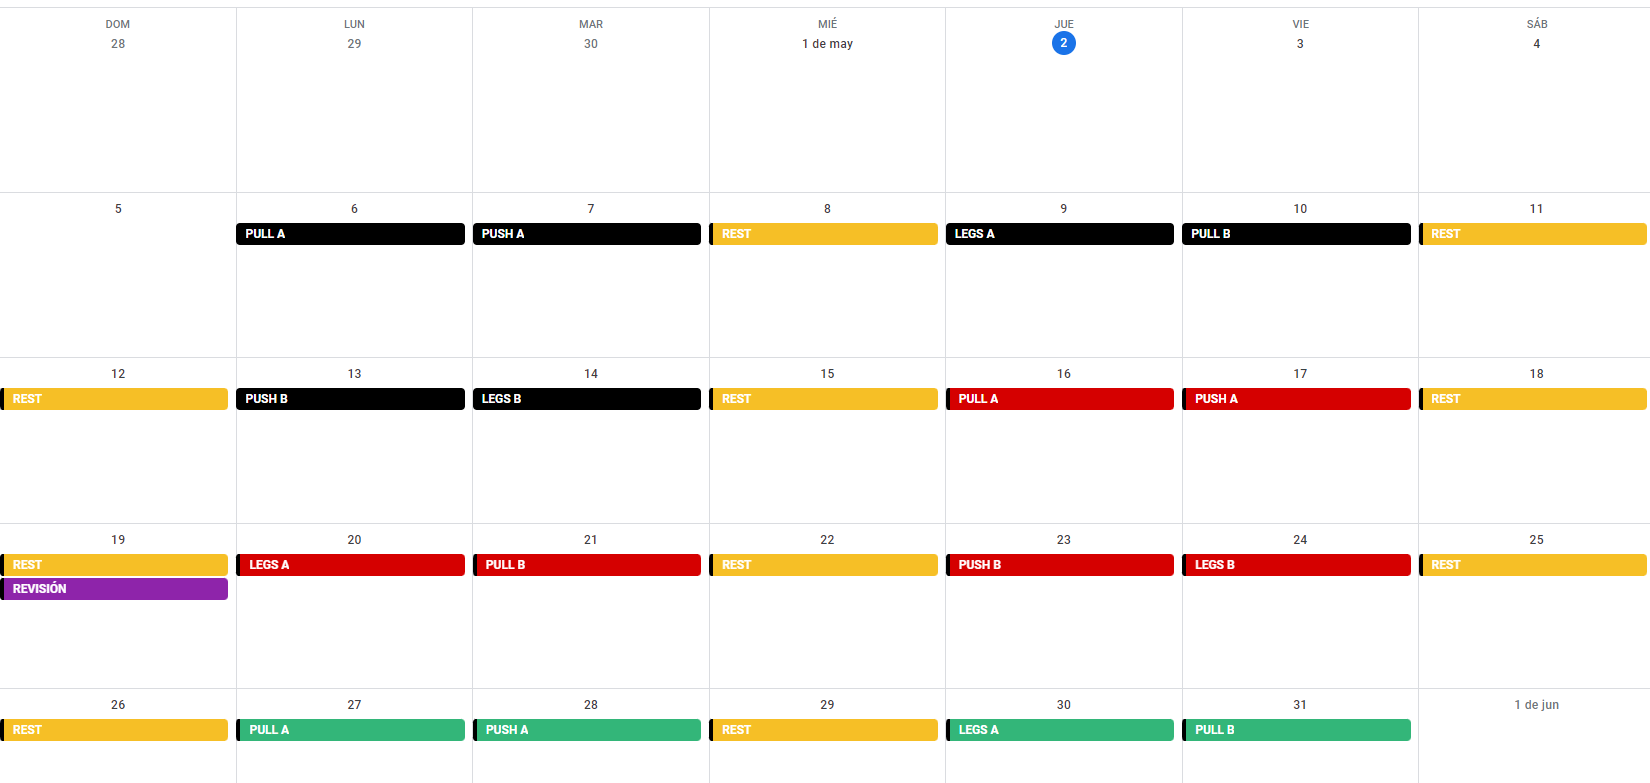 DOM LUN MAR MIÉ JUE VIE SÁB
28 29 30 1 de may 2 3 4
5 6 7 8 9 10 11
PULL A PUSH A REST LEGS A PULL B REST
12 13 14 15 16 17 18
REST PUSH B LEGS B REST PULL A PUSH A REST
19 20 21 22 23 24 25
REST LEGS A PULL B REST PUSH B LEGS B REST
REVISIÓN
26 27 28 29 30 31 1 de jun
REST PULL A PUSH A REST LEGS A PULL B